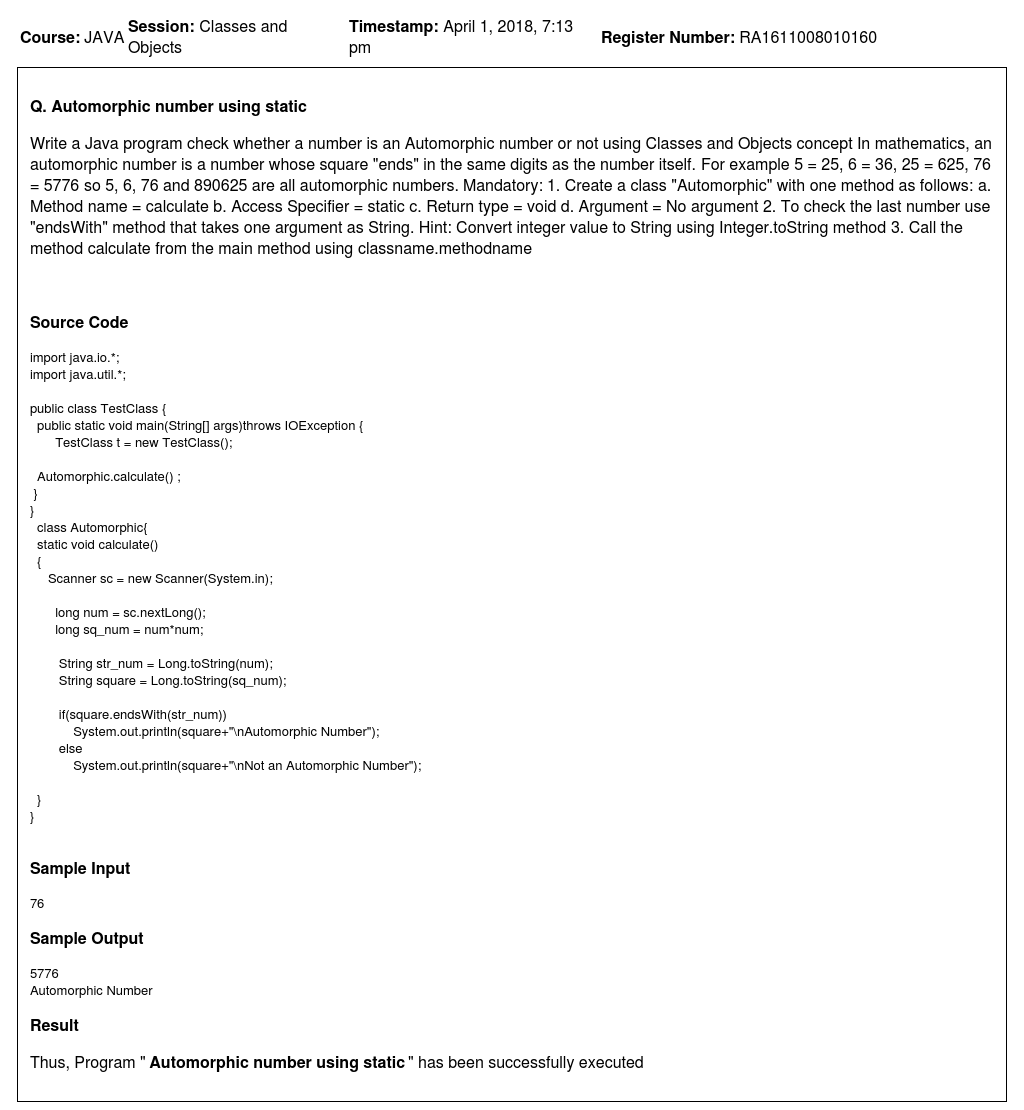 Course: JAVA Session: Classes and Objects Timestamp: April 1, 2018, 7:13 pm Register Number: RA1611008010160
Q. Automorphic number using static
Write a Java program check whether a number is an Automorphic number or not using Classes and Objects concept In mathematics, an
automorphic number is a number whose square "ends" in the same digits as the number itself. For example 5 = 25, 6 = 36, 25 = 625, 76
= 5776 so 5, 6, 76 and 890625 are all automorphic numbers. Mandatory: 1. Create a class "Automorphic" with one method as follows: a.
Method name = calculate b. Access Specifier = static c. Return type = void d. Argument = No argument 2. To check the last number use
"endsWith" method that takes one argument as String. Hint: Convert integer value to String using Integer.toString method 3. Call the
method calculate from the main method using classname.methodname
Source Code
import java.io.*;
import java.util.*;
public class TestClass {
public static void main(String[] args)throws IOException {
TestClass t = new TestClass();
Automorphic.calculate() ;
}
}
class Automorphic{
static void calculate()
{
Scanner sc = new Scanner(System.in);
long num = sc.nextLong();
long sq_num = num*num;
String str_num = Long.toString(num);
String square = Long.toString(sq_num);
if(square.endsWith(str_num))
System.out.println(square+"\nAutomorphic Number");
else
System.out.println(square+"\nNot an Automorphic Number");
}
}
Sample Input
76
Sample Output
5776
Automorphic Number
Result
Thus, Program " Automorphic number using static " has been successfully executed